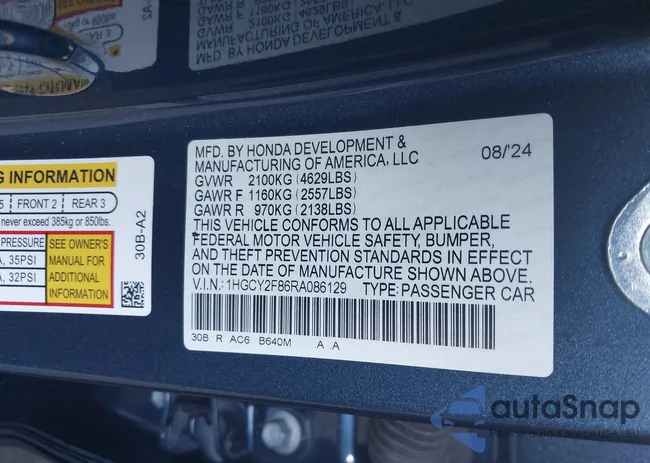 MFD. BY HONDA DEVELOPMENT &
MANUFACTURING OF AMERICA, LLC
08/'24
GVWR 2100KG (4629LBS)
GAWR F 1160KG (2557LBS)
GAWR R 970KG (2138LBS)
THIS VEHICLE CONFORMS TO ALL APPLICABLE
FEDERAL MOTOR VEHICLE SAFETY, BUMPER,
AND THEFT PREVENTION STANDARDS IN EFFECT
ON THE DATE OF MANUFACTURE SHOWN ABOVE.
V.I.N.: 1HGCY2F86RA086129 TYPE: PASSENGER CAR
30B R AC6 B640M A .A
G INFORMATION
5 FRONT 2 REAR 3
never exceed 385kg or 850lbs.
PRESSURE
A, 35PSI
A, 32PSI
SEE OWNER'S
MANUAL FOR
ADDITIONAL
INFORMATION
30B-A2
autoSnap